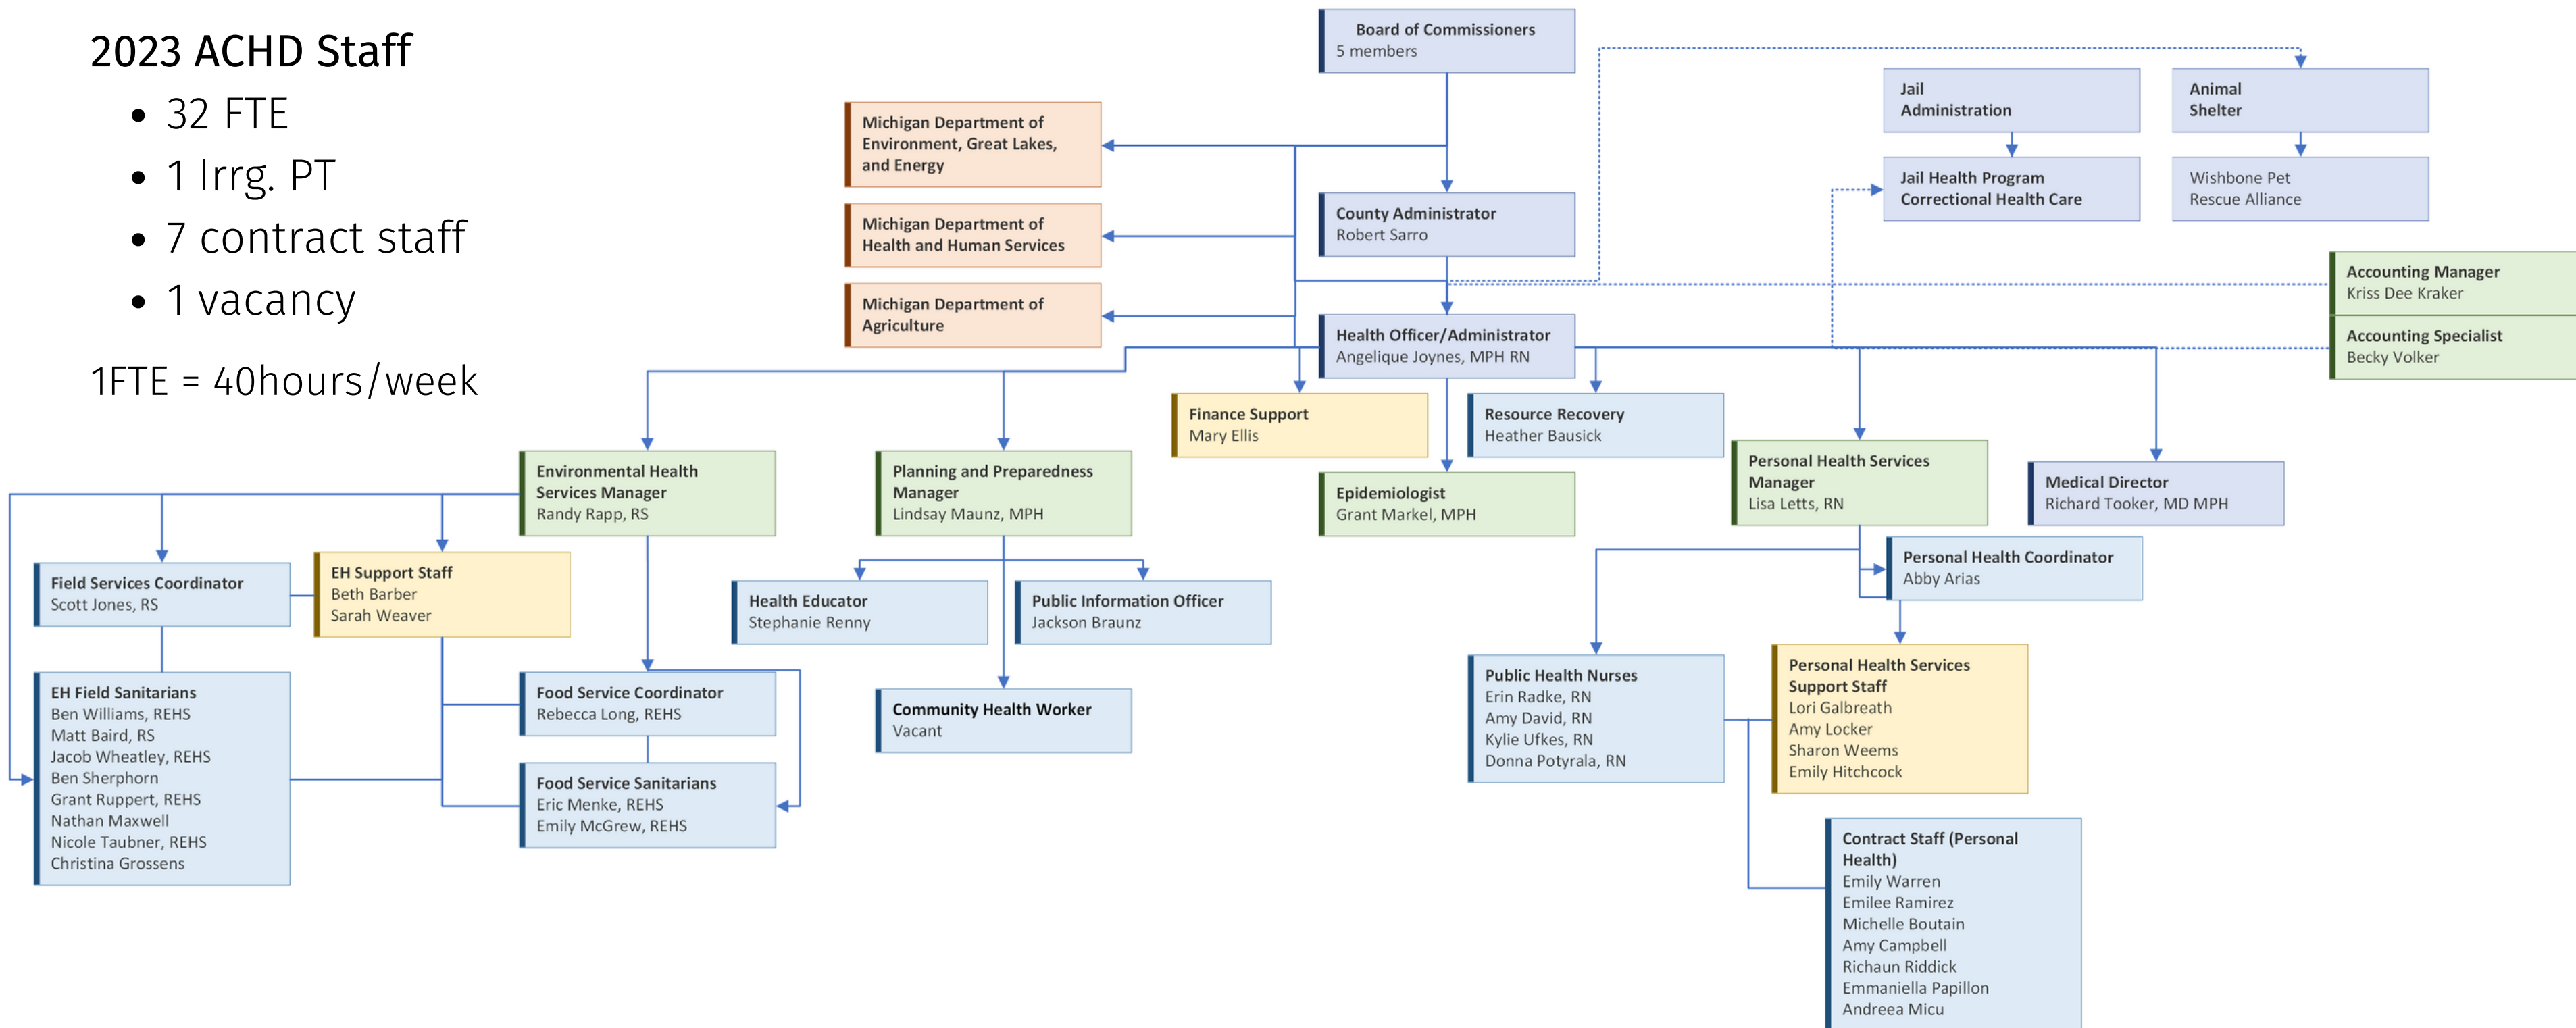 2023 ACHD Staff
• 32 FTE
• 1 Irrg. PT
• 7 contract staff
• 1 vacancy
1FTE = 40hours/week
Board of Commissioners
5 members
Michigan Department of
Environment, Great Lakes,
and Energy
Michigan Department of
Health and Human Services
Michigan Department of
Agriculture
County Administrator
Robert Sarro
Jail
Administration
Animal
Shelter
Jail Health Program
Correctional Health Care
Wishbone Pet
Rescue Alliance
Accounting Manager
Kriss Dee Kraker
Accounting Specialist
Becky Volker
Health Officer/Administrator
Angelique Joynes, MPH RN
Finance Support
Mary Ellis
Resource Recovery
Heather Bausick
Environmental Health
Services Manager
Randy Rapp, RS
Planning and Preparedness
Manager
Lindsay Maunz, MPH
Epidemiologist
Grant Markel, MPH
Personal Health Services
Manager
Lisa Letts, RN
Medical Director
Richard Tooker, MD MPH
Field Services Coordinator
Scott Jones, RS
EH Support Staff
Beth Barber
Sarah Weaver
Health Educator
Stephanie Renny
Public Information Officer
Jackson Braunz
Personal Health Coordinator
Abby Arias
EH Field Sanitarians
Ben Williams, REHS
Matt Baird, RS
Jacob Wheatley, REHS
Ben Sherphorn
Grant Ruppert, REHS
Nathan Maxwell
Nicole Taubner, REHS
Christina Grossens
Food Service Coordinator
Rebecca Long, REHS
Food Service Sanitarians
Eric Menke, REHS
Emily McGrew, REHS
Community Health Worker
Vacant
Public Health Nurses
Erin Radke, RN
Amy David, RN
Kylie Ufkes, RN
Donna Potyrala, RN
Personal Health Services
Support Staff
Lori Galbreath
Amy Locker
Sharon Weems
Emily Hitchcock
Contract Staff (Personal
Health)
Emily Warren
Emilee Ramirez
Michelle Boutain
Amy Campbell
Richaun Riddick
Emmaniella Papillon
Andreea Micu